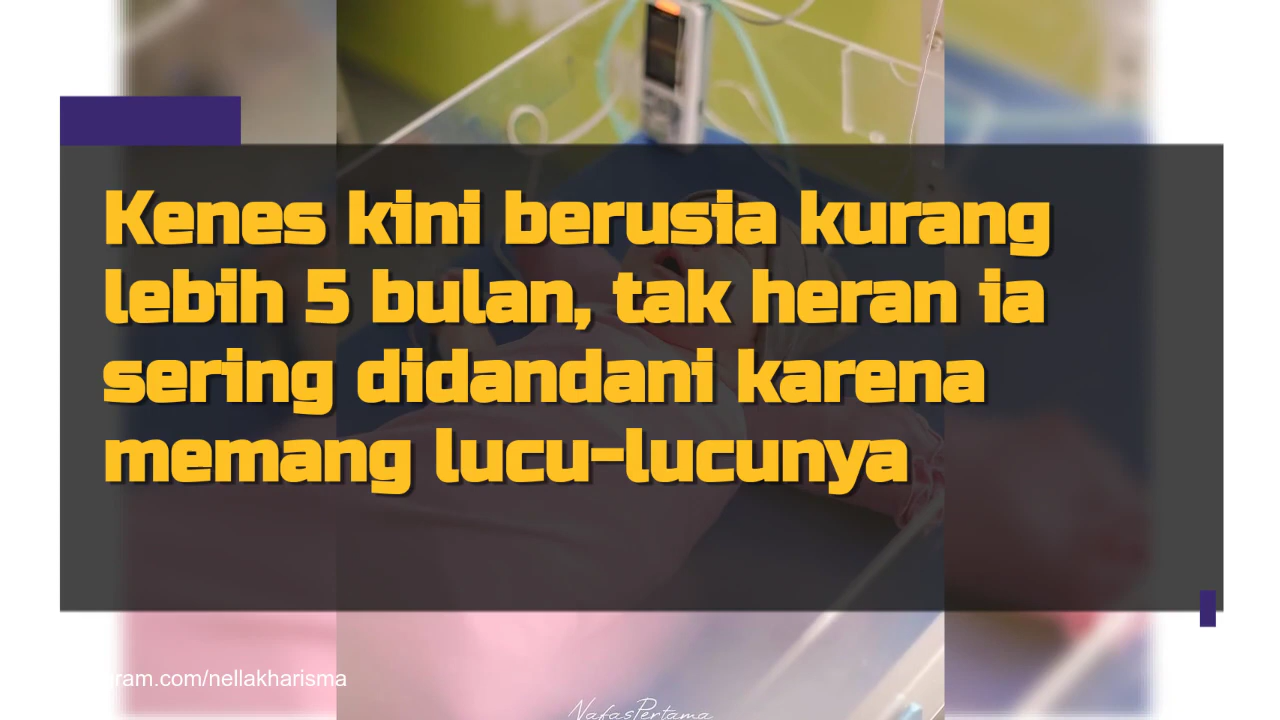 Kenes kini berusia kurang
lebih 5 bulan, tak heran ia
sering didandani karena
memang lucu-lucunya
ram.com/nellakharisma
NafasPertama